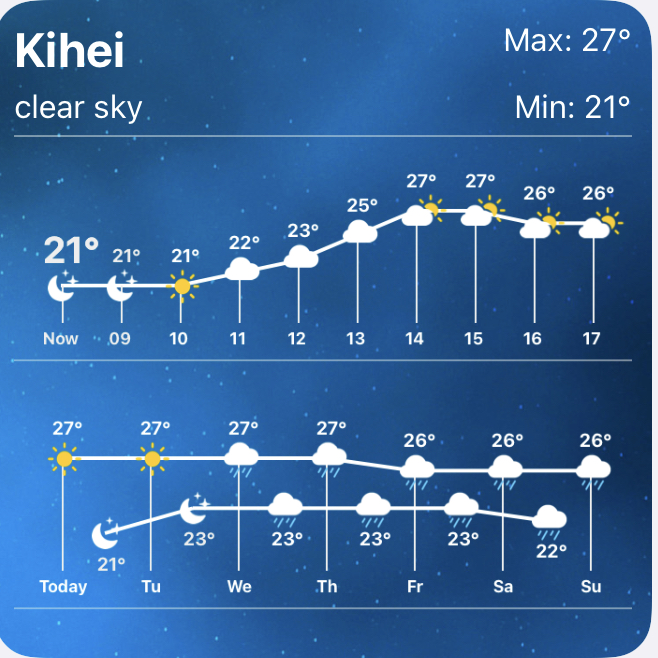 Kihei
Max: 27°
clear sky
Min: 21°
27° 27° 26° 26°
25°
21° 21° 21° 22° 23°
Now 09 10 11 12 13 14 15 16 17
27° 27° 27° 27° 26° 26° 26°
21° 23° 23° 23° 23° 22°
Today Tu We Th Fr Sa Su